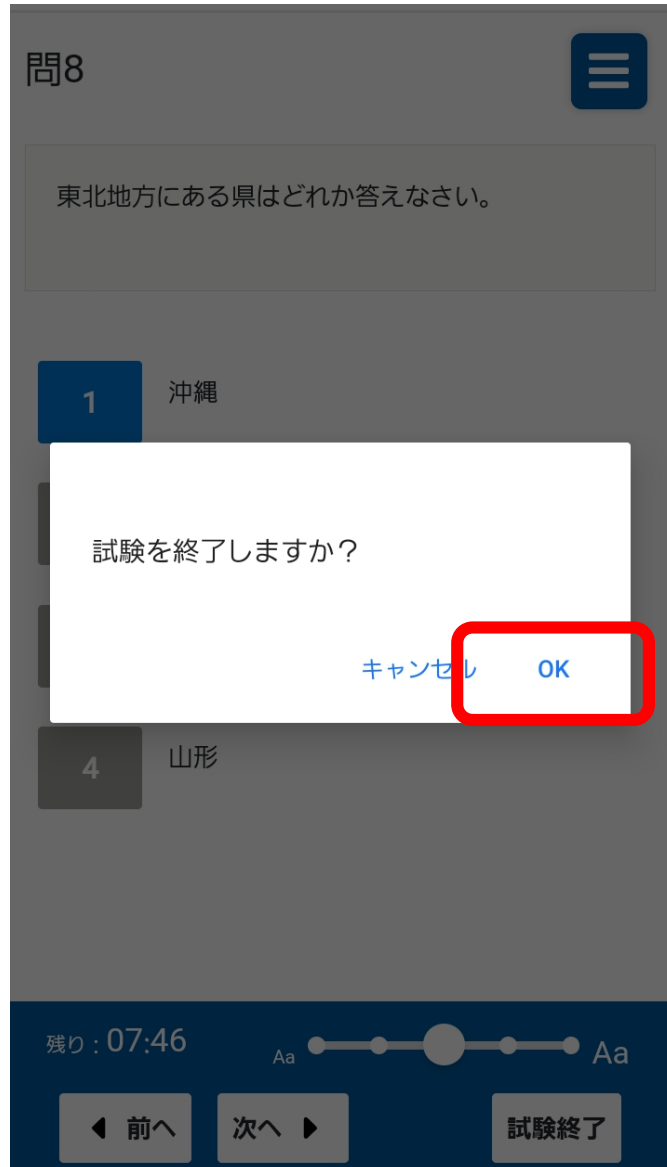 問8
東北地方にある県はどれか答えなさい。
1 沖縄
試験を終了しますか？
キャンセル OK
4 山形
残り : 07:46 Aa Aa
前へ 次へ 試験終了